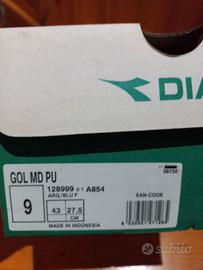 DIA
38732
GOL MD PU
9
128999 01 A854
ARG/BLU F
EAN-CODE
43
27,5
CM
MADE IN INDONESIA
subito